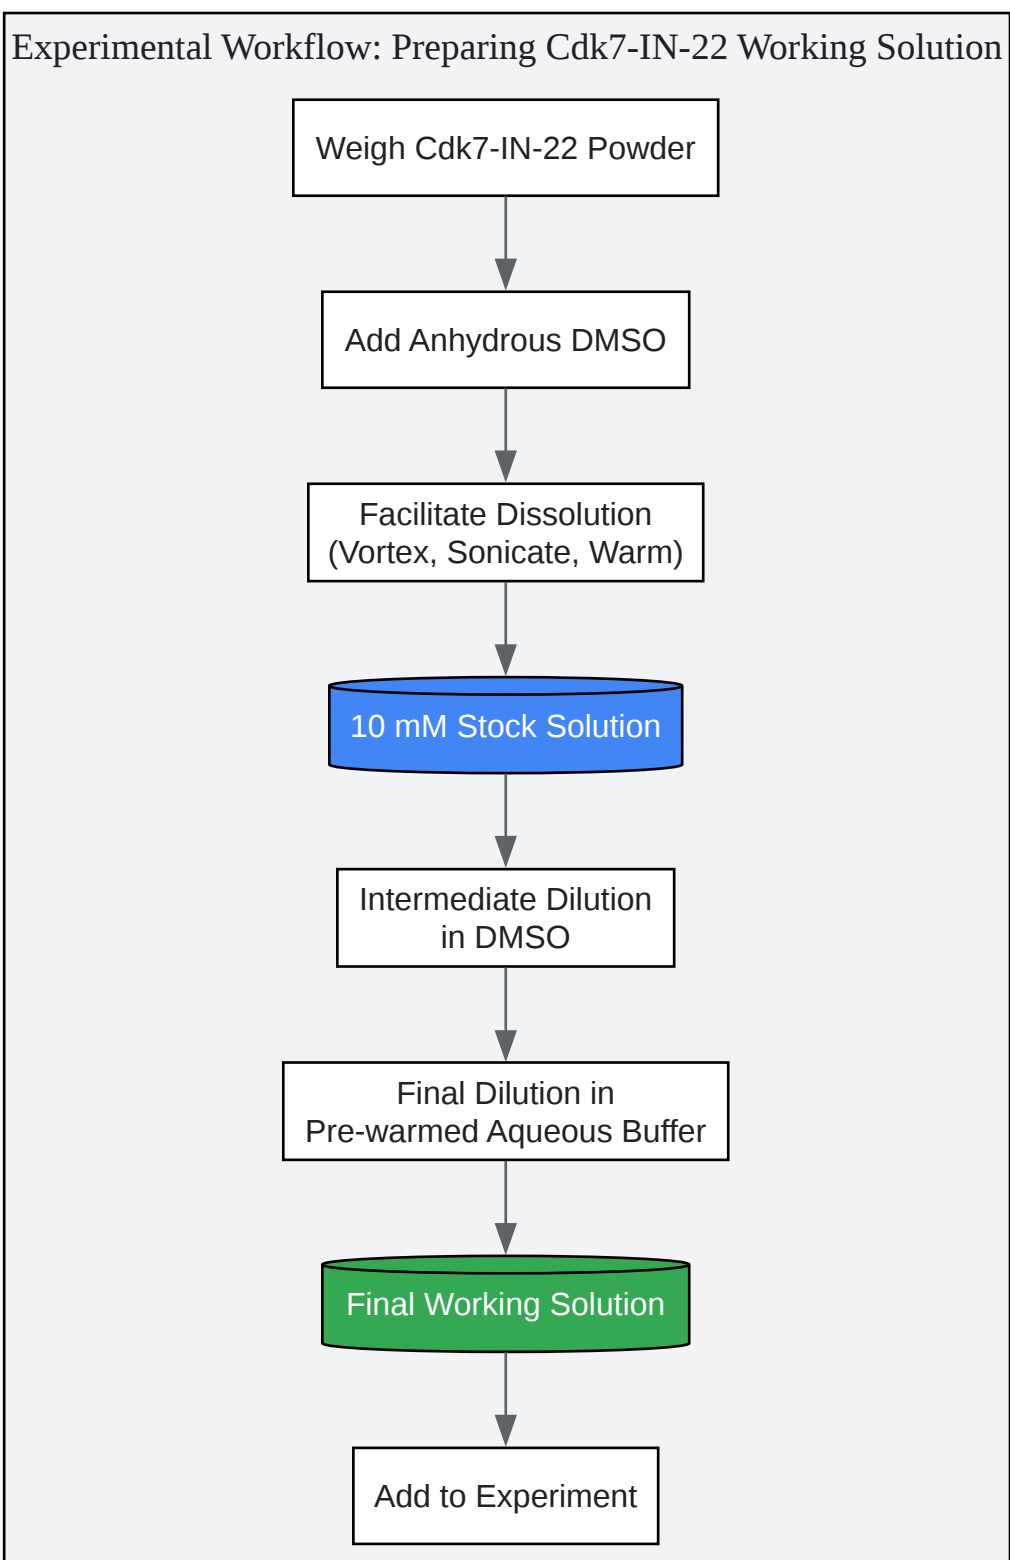 Experimental Workflow: Preparing Cdk7-IN-22 Working Solution
Weigh Cdk7-IN-22 Powder
Add Anhydrous DMSO
Facilitate Dissolution
(Vortex, Sonicate, Warm)
10 mM Stock Solution
Intermediate Dilution
in DMSO
Final Dilution in
Pre-warmed Aqueous Buffer
Final Working Solution
Add to Experiment